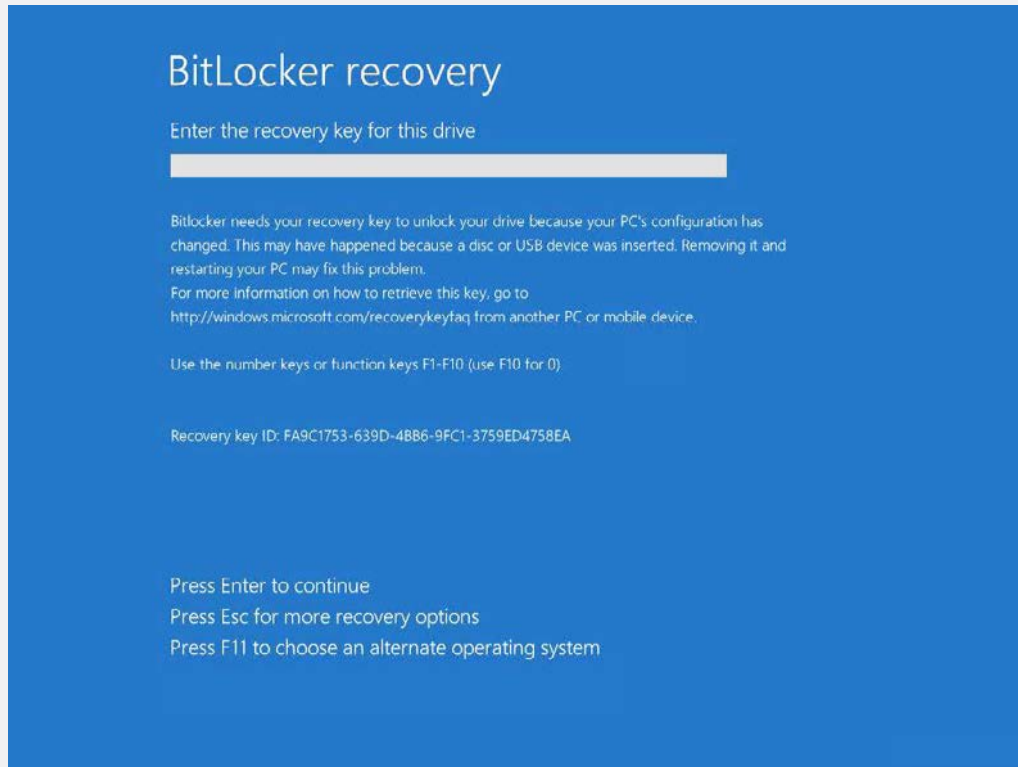 BitLocker recovery
Enter the recovery key for this drive
Bitlocker needs your recovery key to unlock your drive because your PC's configuration has
changed. This may have happened because a disc or USB device was inserted. Removing it and
restarting your PC may fix this problem.
For more information on how to retrieve this key, go to
http://windows.microsoft.com/recoverykeyfaq from another PC or mobile device.
Use the number keys or function keys F1-F10 (use F10 for 0)
Recovery key ID: FA9C1753-639D-4BB6-9FC1-3759ED4758EA
Press Enter to continue
Press Esc for more recovery options
Press F11 to choose an alternate operating system